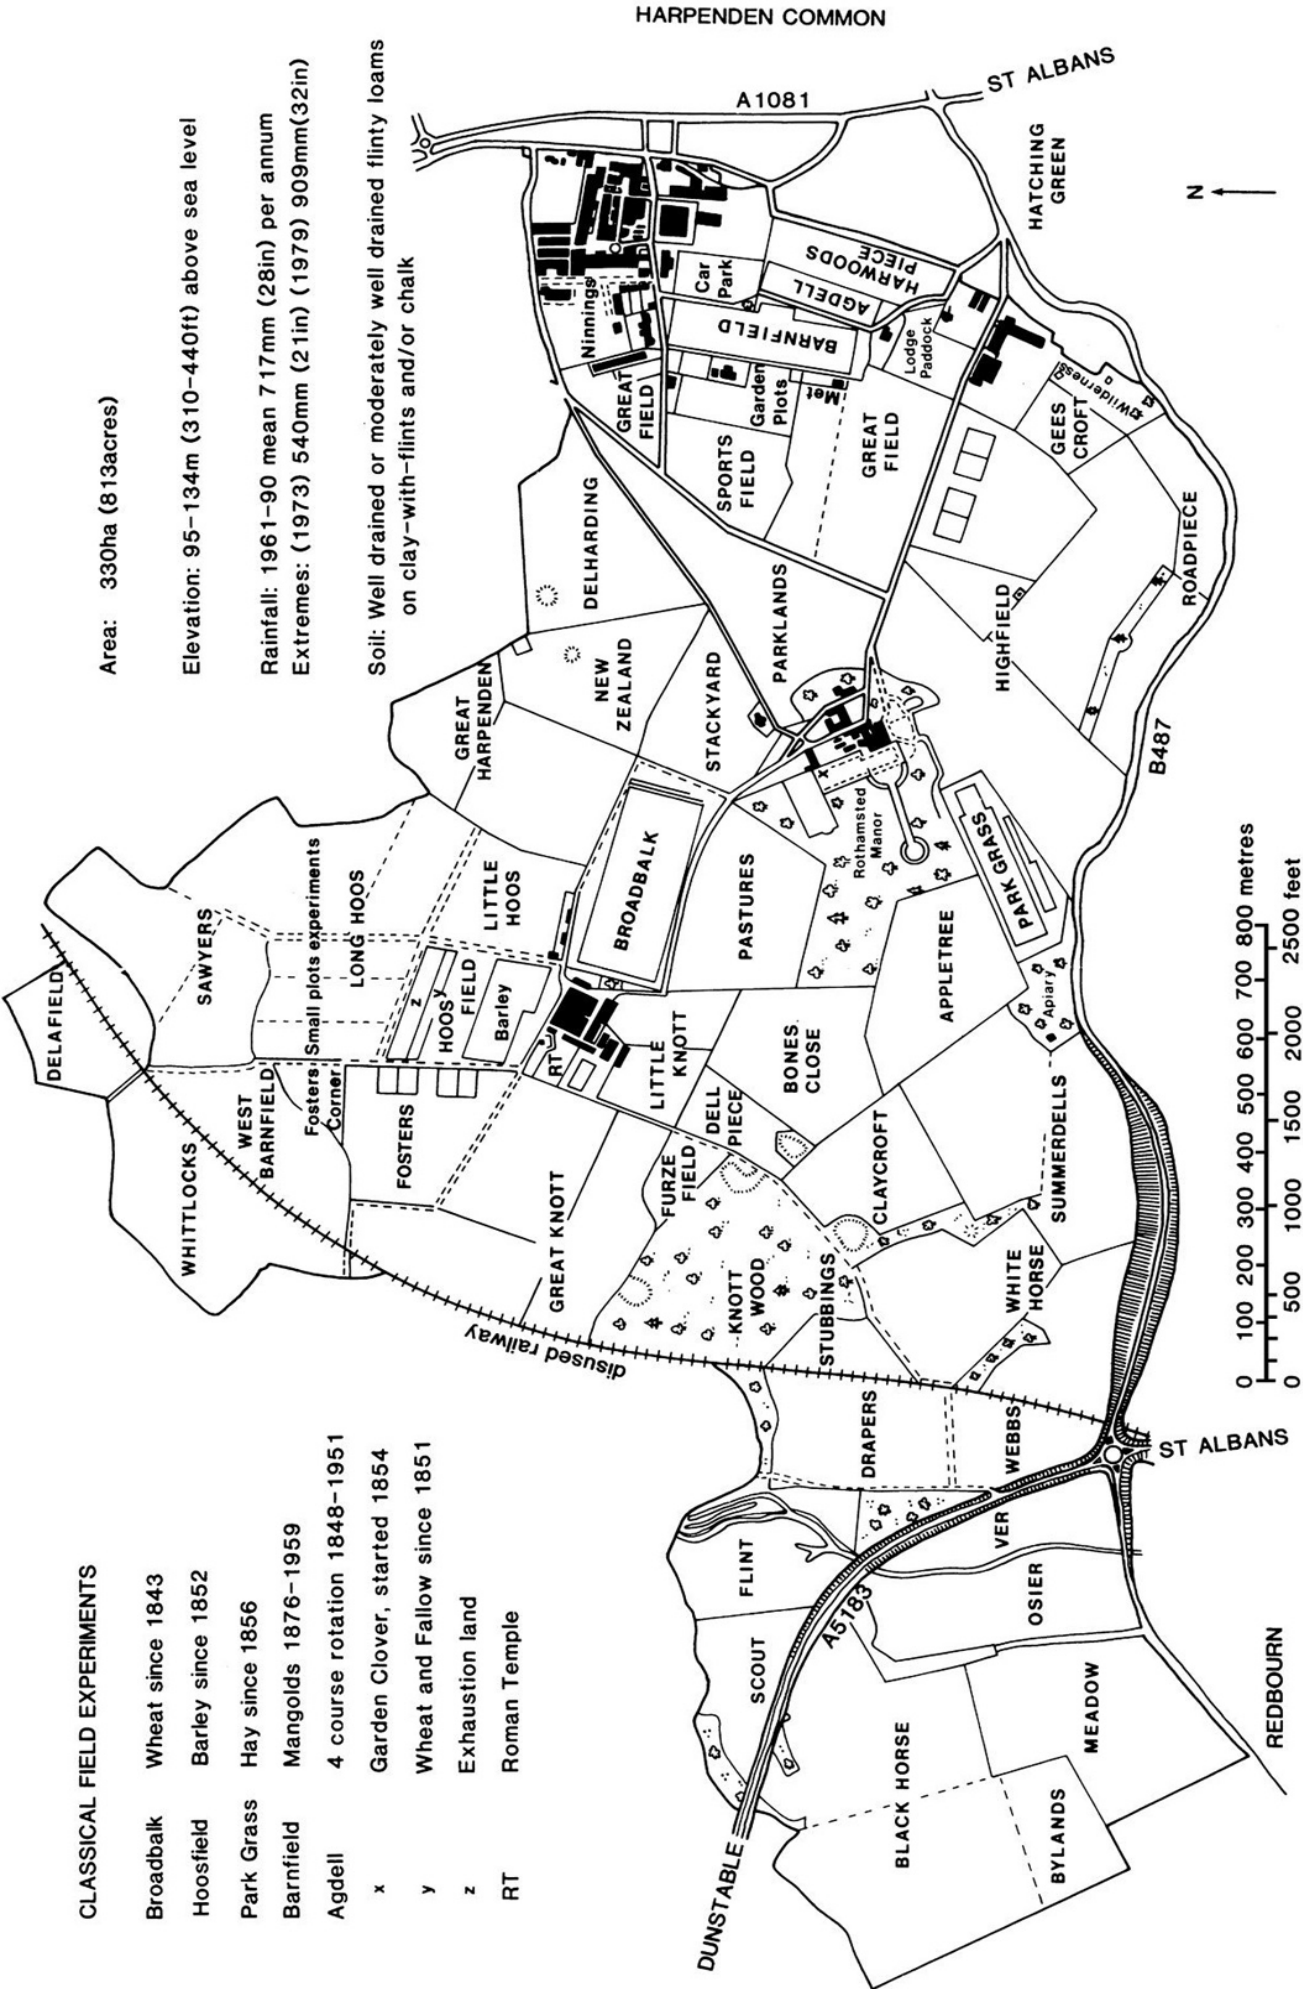 CLASSICAL FIELD EXPERIMENTS
Broadbalk Wheat since 1843
Hoosfield Barley since 1852
Park Grass Hay since 1856
Barnfield Mangolds 1876-1959
Agdell 4 course rotation 1848-1951
x Garden Clover, started 1854
y Wheat and Fallow since 1851
z Exhaustion land
RT Roman Temple
Area: 330ha (813acres)
Elevation: 95-134m (310-440ft) above sea level
Rainfall: 1961-90 mean 717mm (28in) per annum
Extremes: (1973) 540mm (21in) (1979) 909mm(32in)
Soil: Well drained or moderately well drained flinty loams
on clay-with-flints and/or chalk
DELAFIELD
WHITTLOCKS
SAWYERS
WEST
BARNFIELD
Fosters
Corner
Small plots experiments
LONG HOOS
FOSTERS
z
y
HOOS
FIELD
Barley
LITTLE
HOOS
GREAT
HARPENDEN
NEW
ZEALAND
DELHARDING
GREAT KNOTT
RT
BROADBALK
STACKYARD
PARKLANDS
disused railway
FURZE
FIELD
LITTLE
KNOTT
DELL
PIECE
PASTURES
BONES
CLOSE
KNOTT
WOOD
STUBBINGS
CLAYCROFT
APPLETREE
x
Rothamsted
Manor
PARK GRASS
Apiary
SUMMERDELLS
WHITE
HORSE
DRAPERS
WEBBS
VER
FLINT
SCOUT
OSIER
A5183
DUNSTABLE
BLACK HORSE
MEADOW
BYLANDS
REDBOURN
ST ALBANS
Ninnings
GREAT
FIELD
SPORTS
FIELD
Garden
Plots
Met
GREAT
FIELD
Car
Park
BARNFIELD
AGDELL
HARWOODS
PIECE
Lodge
Paddock
GEES
CROFT
Wilderness
HIGHFIELD
ROADPIECE
B487
A1081
HARPENDEN COMMON
ST ALBANS
HATCHING
GREEN
N
0 100 200 300 400 500 600 700 800 metres
0 500 1000 1500 2000 2500 feet